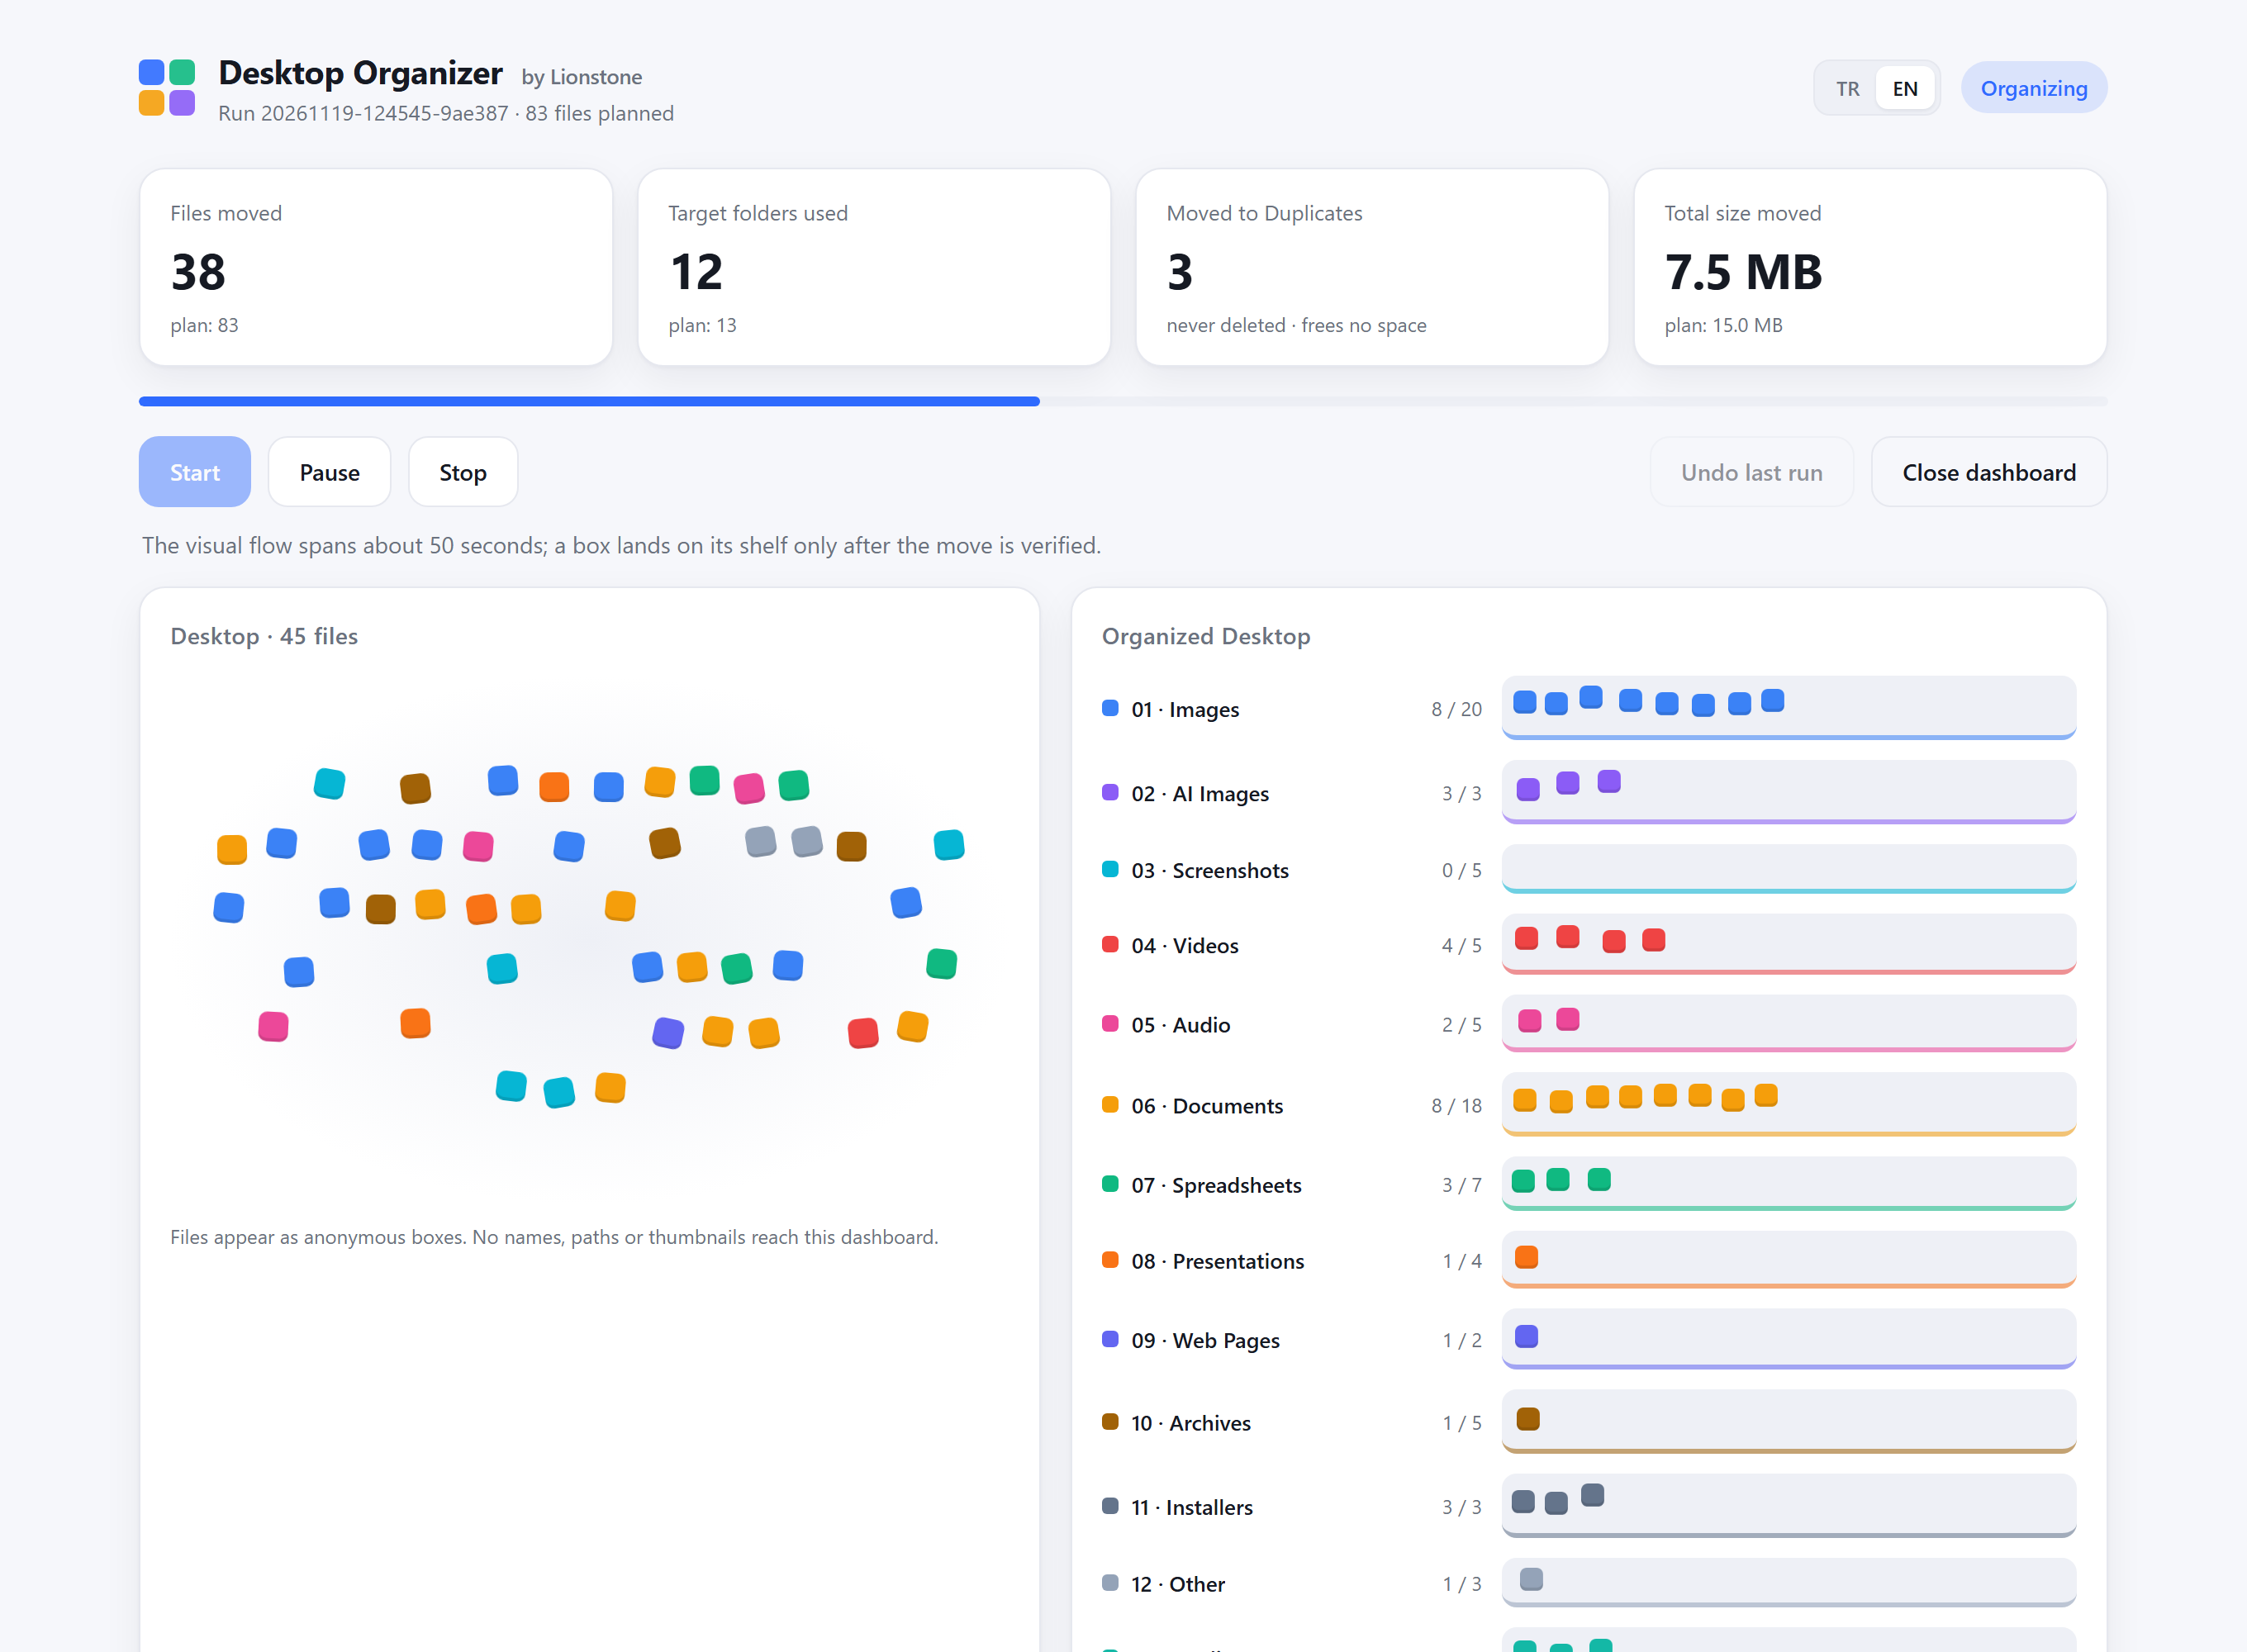 Desktop Organizer by Lionstone
Run 20261119-124545-9ae387 · 83 files planned
TR EN
Organizing
Files moved
38
plan: 83
Target folders used
12
plan: 13
Moved to Duplicates
3
never deleted · frees no space
Total size moved
7.5 MB
plan: 15.0 MB
Start Pause Stop
Undo last run Close dashboard
The visual flow spans about 50 seconds; a box lands on its shelf only after the move is verified.
Desktop · 45 files
Files appear as anonymous boxes. No names, paths or thumbnails reach this dashboard.
Organized Desktop
01 · Images 8 / 20
02 · AI Images 3 / 3
03 · Screenshots 0 / 5
04 · Videos 4 / 5
05 · Audio 2 / 5
06 · Documents 8 / 18
07 · Spreadsheets 3 / 7
08 · Presentations 1 / 4
09 · Web Pages 1 / 2
10 · Archives 1 / 5
11 · Installers 3 / 3
12 · Other 1 / 3